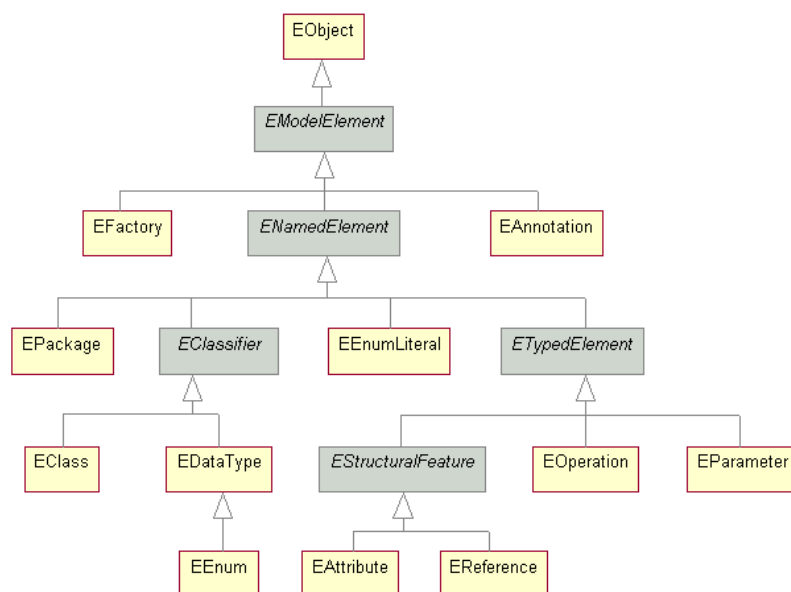 EObject
EModelElement
EFactory
ENamedElement
EAnnotation
EPackage
EClassifier
EEnumLiteral
ETypedElement
EClass
EDataType
EStructuralFeature
EOperation
EParameter
EEnum
EAttribute
EReference